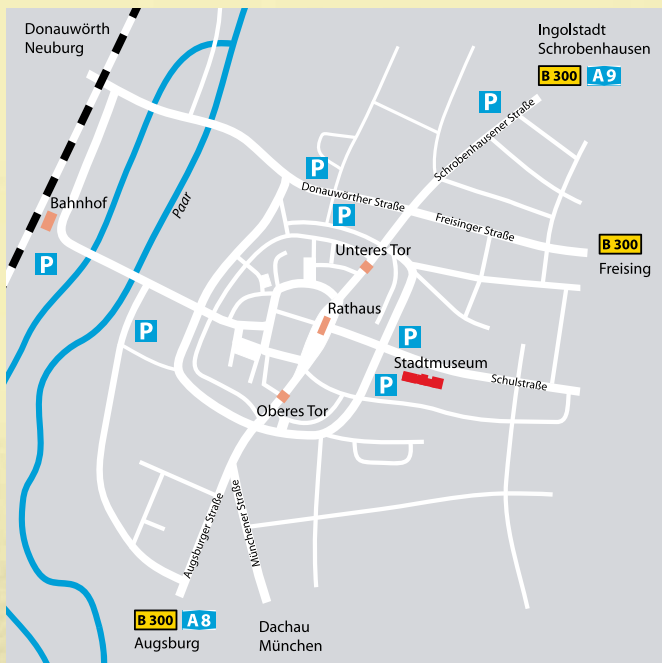 Donauwörth
Neuburg
Ingolstadt
Schrobenhausen
B 300 A 9
P
P
Schrobenhausener Straße
Donauwörther Straße
P
Freisinger Straße
Bahnhof
Paar
P
Unteres Tor
B 300
Freising
Rathaus
P
P
Stadtmuseum
P
Schulstraße
Oberes Tor
Augsburger Straße
Münchener Straße
B 300 A 8
Augsburg
Dachau
München